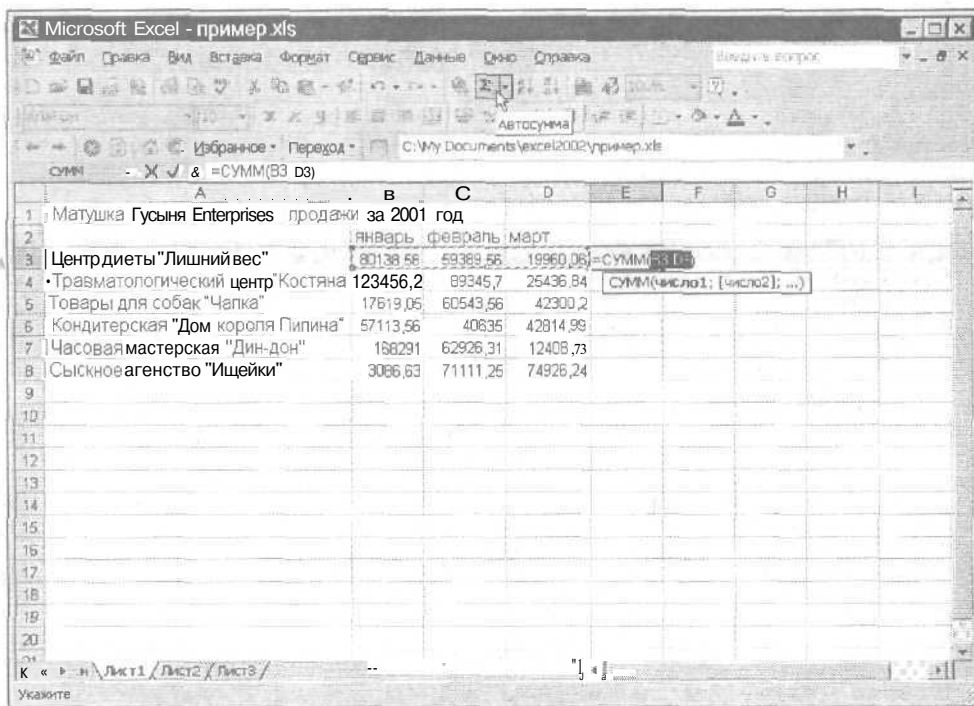 Microsoft Excel - пример.xls
Файл Правка Вид Вставка Формат Сервис Данные Окно Справка Введите вопрос
Автосумма
Избранное Переход C:\My Documents\excel2002\пример.xls
СУММ =СУММ(B3 D3)
A в C D E F G H I
1 Матушка Гусыня Enterprises продажи за 2001 год
2 январь февраль март
3 Центр диеты "Лишний вес" 80138,58 59389,56 19960,06 =СУММ(B3:D3)
4 Травматологический центр "Костяна 123456,2 89345,7 25436,84 СУММ(число1; [число2]; ...)
5 Товары для собак "Чапка" 17619,05 60543,56 42300,2
6 Кондитерская "Дом короля Пипина" 57113,56 40635 42814,99
7 Часовая мастерская "Дин-дон" 168291 62926,31 12408,73
8 Сыскное агенство "Ищейки" 3086,63 71111,25 74926,24
9
10
11
12
13
14
15
16
17
18
19
20
21
Лист1 Лист2 Лист3
Укажите